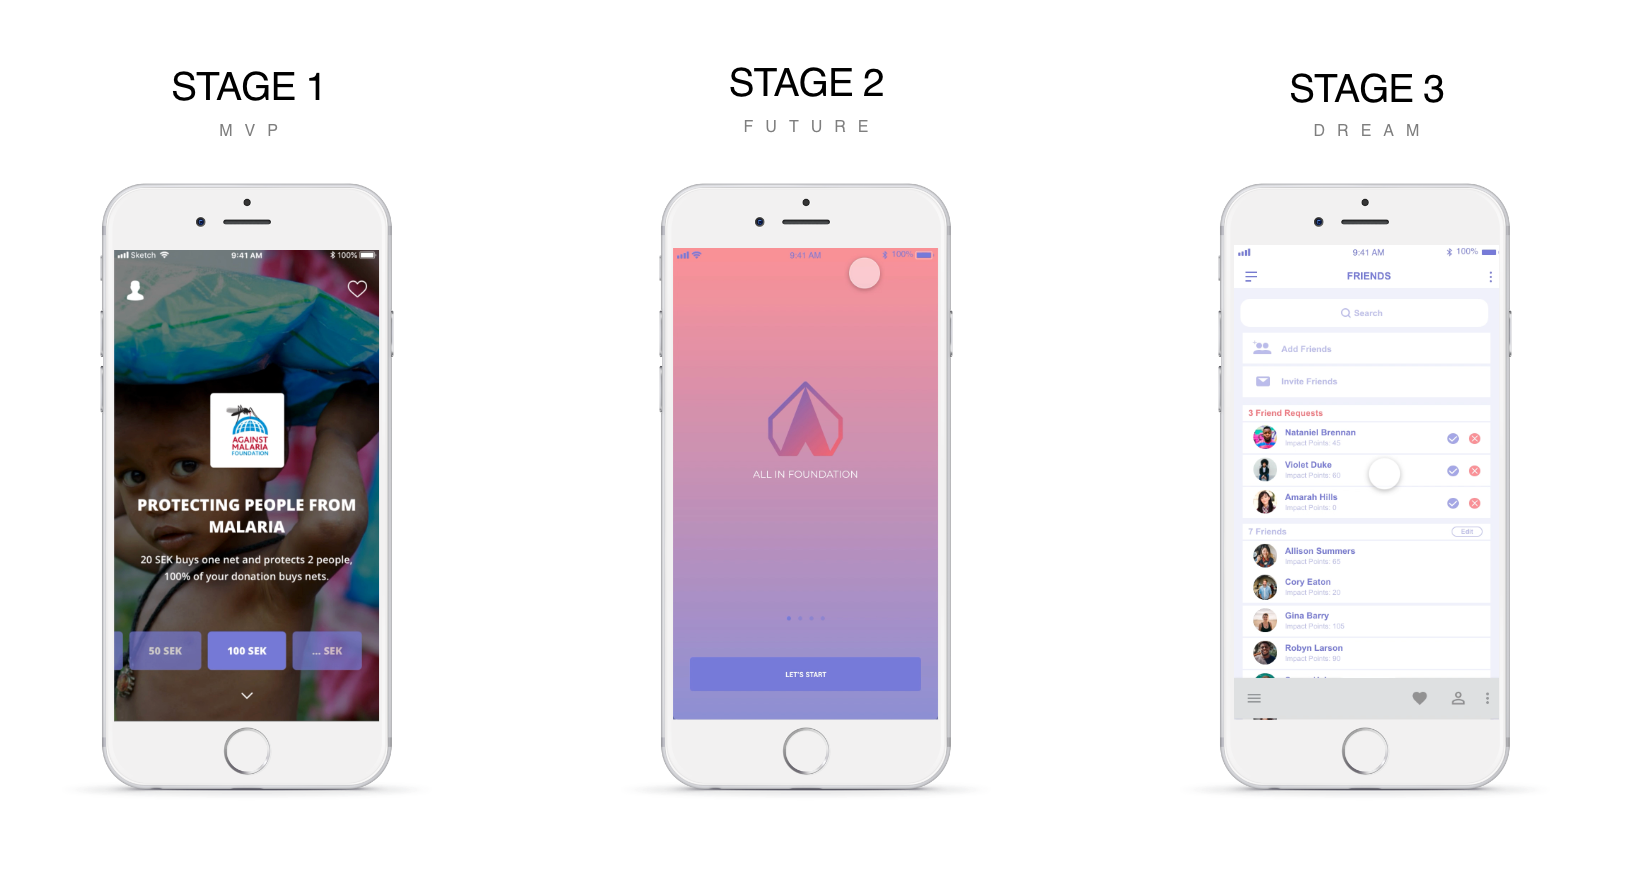 STAGE 1
MVP
Sketch
9:41 AM
100%
AGAINST
MALARIA
FOUNDATION
PROTECTING PEOPLE FROM
MALARIA
20 SEK buys one net and protects 2 people,
100% of your donation buys nets.
50 SEK
100 SEK
... SEK
STAGE 2
FUTURE
9:41 AM
100%
ALL IN FOUNDATION
LET'S START
STAGE 3
DREAM
9:41 AM
100%
FRIENDS
Search
Add Friends
Invite Friends
3 Friend Requests
Nataniel Brennan
Impact Points: 45
Violet Duke
Impact Points: 60
Amarah Hills
Impact Points: 0
7 Friends
Edit
Allison Summers
Impact Points: 65
Cory Eaton
Impact Points: 20
Gina Barry
Impact Points: 105
Robyn Larson
Impact Points: 90